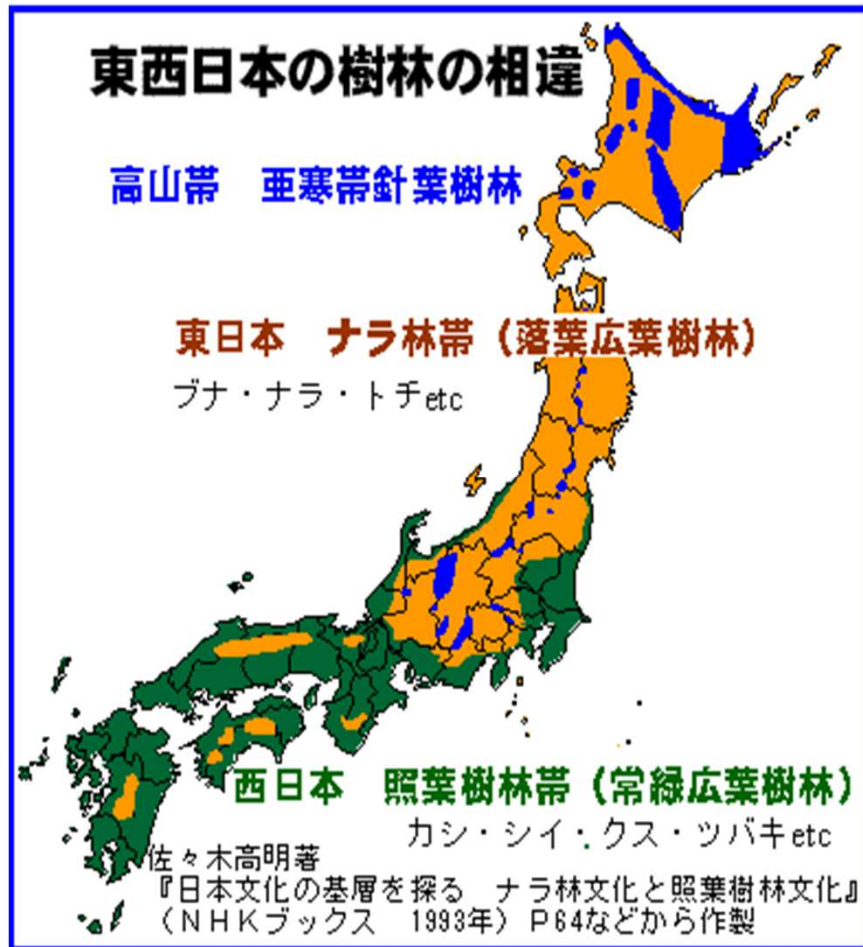 東西日本の樹林の相違
高山帯　亜寒帯針葉樹林
東日本　ナラ林帯（落葉広葉樹林）
ブナ・ナラ・トチetc
西日本　照葉樹林帯（常緑広葉樹林）
カシ・シイ・クス・ツバキetc
佐々木高明著
『日本文化の基層を探る　ナラ林文化と照葉樹林文化』
（ＮＨＫブックス　1993年）Ｐ64などから作製